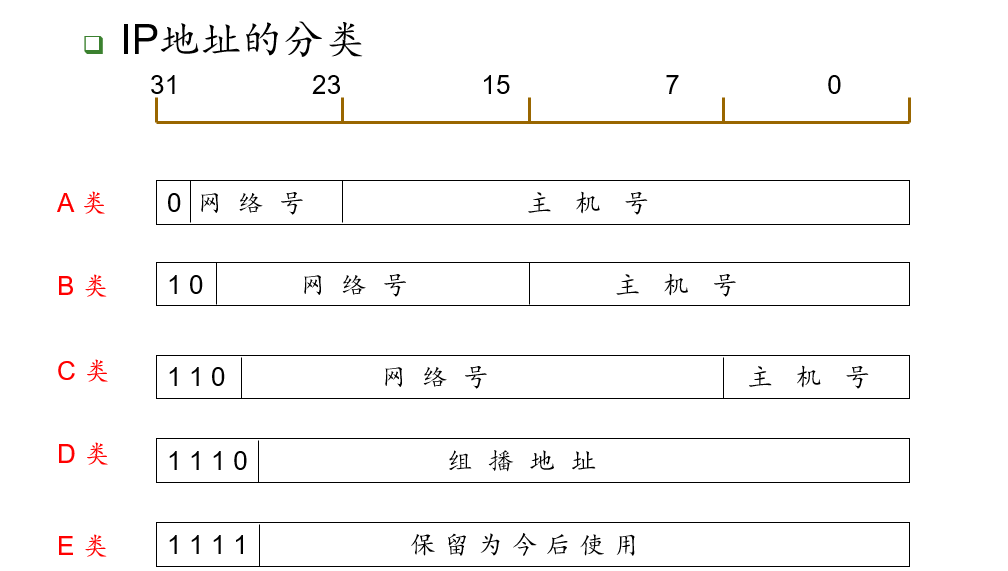 IP地址的分类
31 23 15 7 0
A 类 0 网络号 主机号
B 类 10 网络号 主机号
C 类 110 网络号 主机号
D 类 1110 组播地址
E 类 1111 保留为今后使用